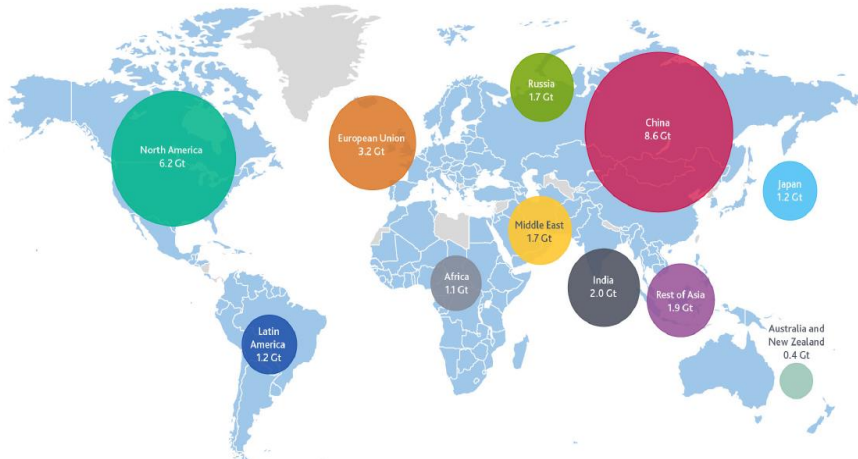 North America
6.2 Gt
European Union
3.2 Gt
Russia
1.7 Gt
China
8.6 Gt
Japan
1.2 Gt
Middle East
1.7 Gt
Africa
1.1 Gt
India
2.0 Gt
Rest of Asia
1.9 Gt
Latin
America
1.2 Gt
Australia and
New Zealand
0.4 Gt